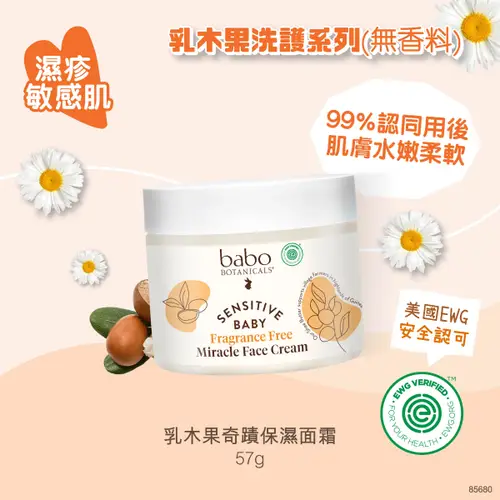 乳木果洗護系列(無香料)
濕疹
敏感肌
99%認同用後
肌膚水嫩柔軟
babo
BOTANICALS®
SENSITIVE
BABY
Fragrance Free
Miracle Face Cream
美國EWG
安全認可
EWG VERIFIED TM
FOR YOUR HEALTH • EWG.ORG
乳木果奇蹟保濕面霜
57g
85680